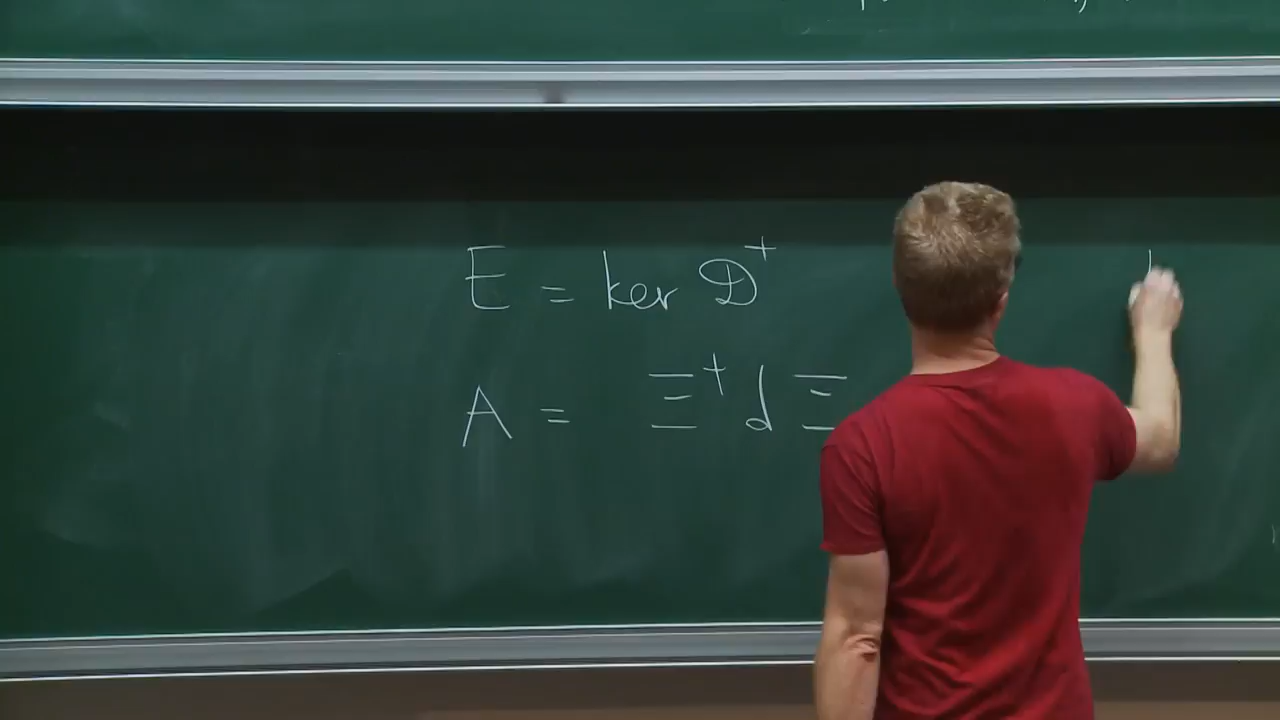 E = ker 𝒟⁺
A = Ξ⁺ d Ξ